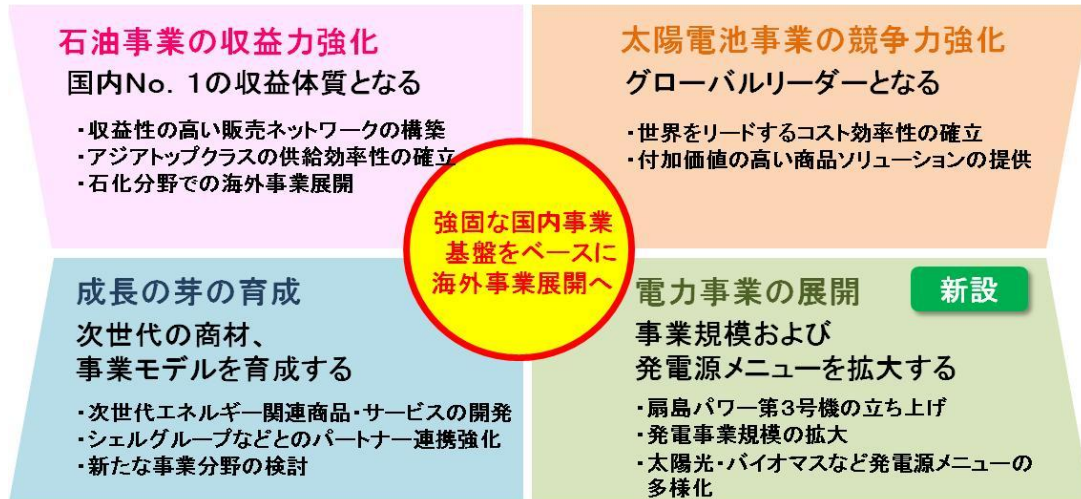 石油事業の収益力強化
国内No. 1の収益体質となる
・収益性の高い販売ネットワークの構築
・アジアトップクラスの供給効率性の確立
・石化分野での海外事業展開
太陽電池事業の競争力強化
グローバルリーダーとなる
・世界をリードするコスト効率性の確立
・付加価値の高い商品ソリューションの提供
強固な国内事業
基盤をベースに
海外事業展開へ
成長の芽の育成
次世代の商材、
事業モデルを育成する
・次世代エネルギー関連商品・サービスの開発
・シェルグループなどとのパートナー連携強化
・新たな事業分野の検討
電力事業の展開
新設
事業規模および
発電源メニューを拡大する
・扇島パワー第3号機の立ち上げ
・発電事業規模の拡大
・太陽光・バイオマスなど発電源メニューの
多様化